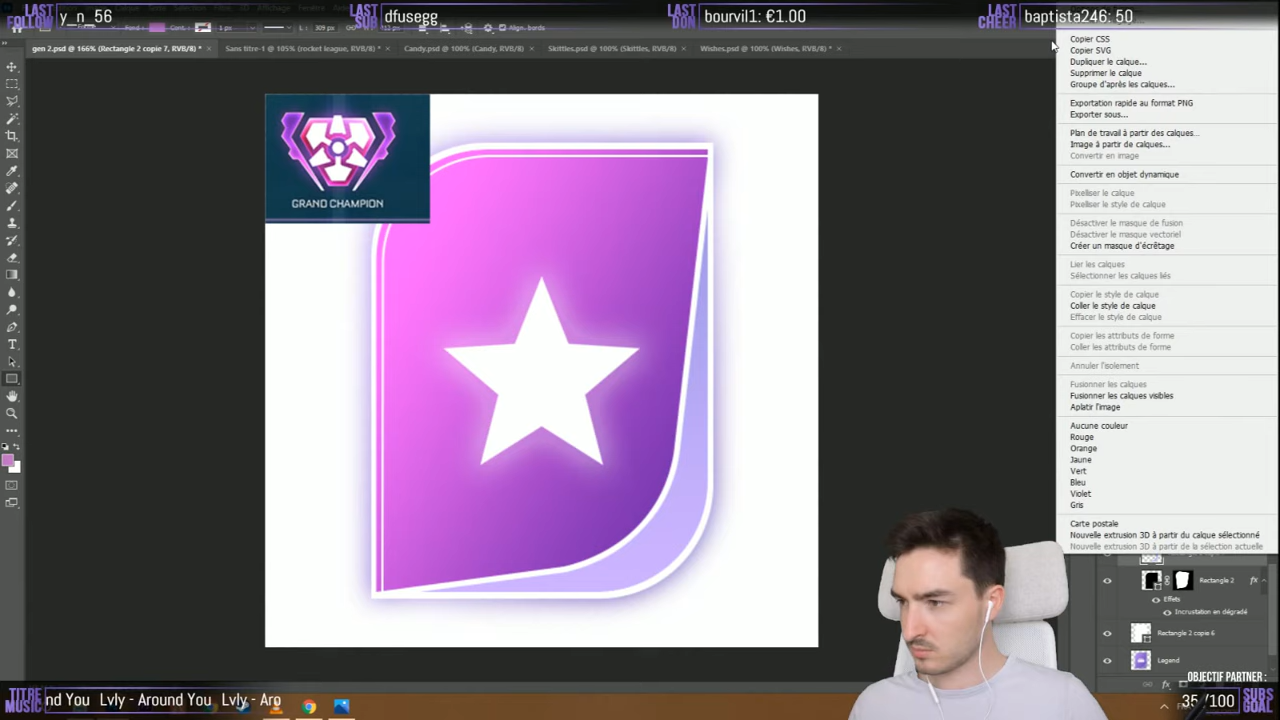 LAST FOLLOW
y_n_56
LAST SUB
dfusegg
LAST DON
bourvil1: €1.00
LAST CHEER
baptista246: 50
1 px
L: 309 px
Align. bords
gen 2.psd @ 166% (Rectangle 2 copie 7, RVB/8) *
Sans titre-1 @ 105% (rocket league, RVB/8) *
Candy.psd @ 100% (Candy, RVB/8)
Skittles.psd @ 100% (Skittles, RVB/8)
Wishes.psd @ 100% (Wishes, RVB/8) *
GRAND CHAMPION
Copier CSS
Copier SVG
Dupliquer le calque...
Supprimer le calque
Groupe d'après les calques...
Exportation rapide au format PNG
Exporter sous...
Plan de travail à partir des calques...
Image à partir de calques...
Convertir en image
Convertir en objet dynamique
Pixelliser le calque
Pixelliser le style de calque
Désactiver le masque de fusion
Désactiver le masque vectoriel
Créer un masque d'écrêtage
Lier les calques
Sélectionner les calques liés
Copier le style de calque
Coller le style de calque
Effacer le style de calque
Copier les attributs de forme
Coller les attributs de forme
Annuler l'isolement
Fusionner les calques
Fusionner les calques visibles
Aplatir l'image
Aucune couleur
Rouge
Orange
Jaune
Vert
Bleu
Violet
Gris
Carte postale
Nouvelle extrusion 3D à partir du calque sélectionné
Nouvelle extrusion 3D à partir de la sélection actuelle
Rectangle 2
fx
Effets
Incrustation en dégradé
Rectangle 2 copie 6
Legend
OBJECTIF PARTNER :
TITRE MUSIC
nd You Lvly - Around You Lvly - Aro
35 /100
SUBS GOAL